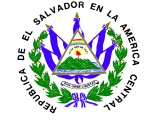 REPUBLICA DE EL SALVADOR EN LA AMERICA CENTRAL